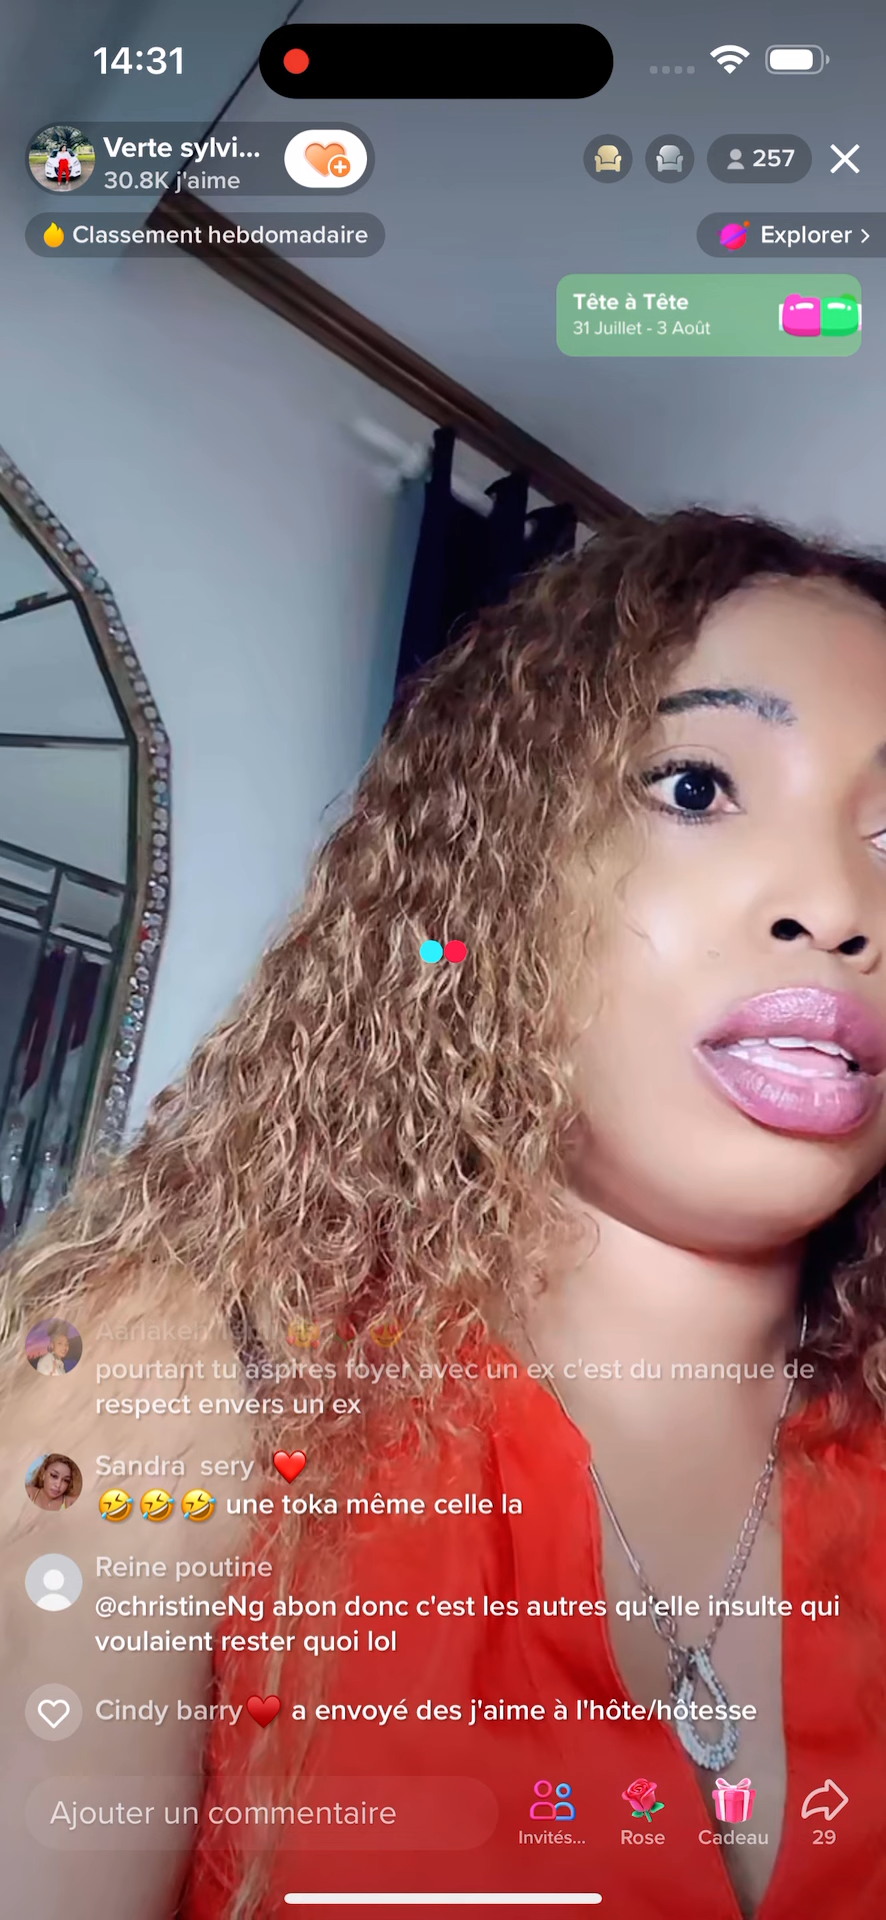 14:31
Verte sylvi...
30.8K j'aime
257
Classement hebdomadaire
Explorer >
Tête à Tête
31 Juillet - 3 Août
pourtant tu aspires foyer avec un ex c'est du manque de
respect envers un ex
Sandra sery ❤️
🤣🤣🤣 une toka même celle la
Reine poutine
@christineNg abon donc c'est les autres qu'elle insulte qui
voulaient rester quoi lol
Cindy barry♥️ a envoyé des j'aime à l'hôte/hôtesse
Ajouter un commentaire
Invités...
Rose
Cadeau
29